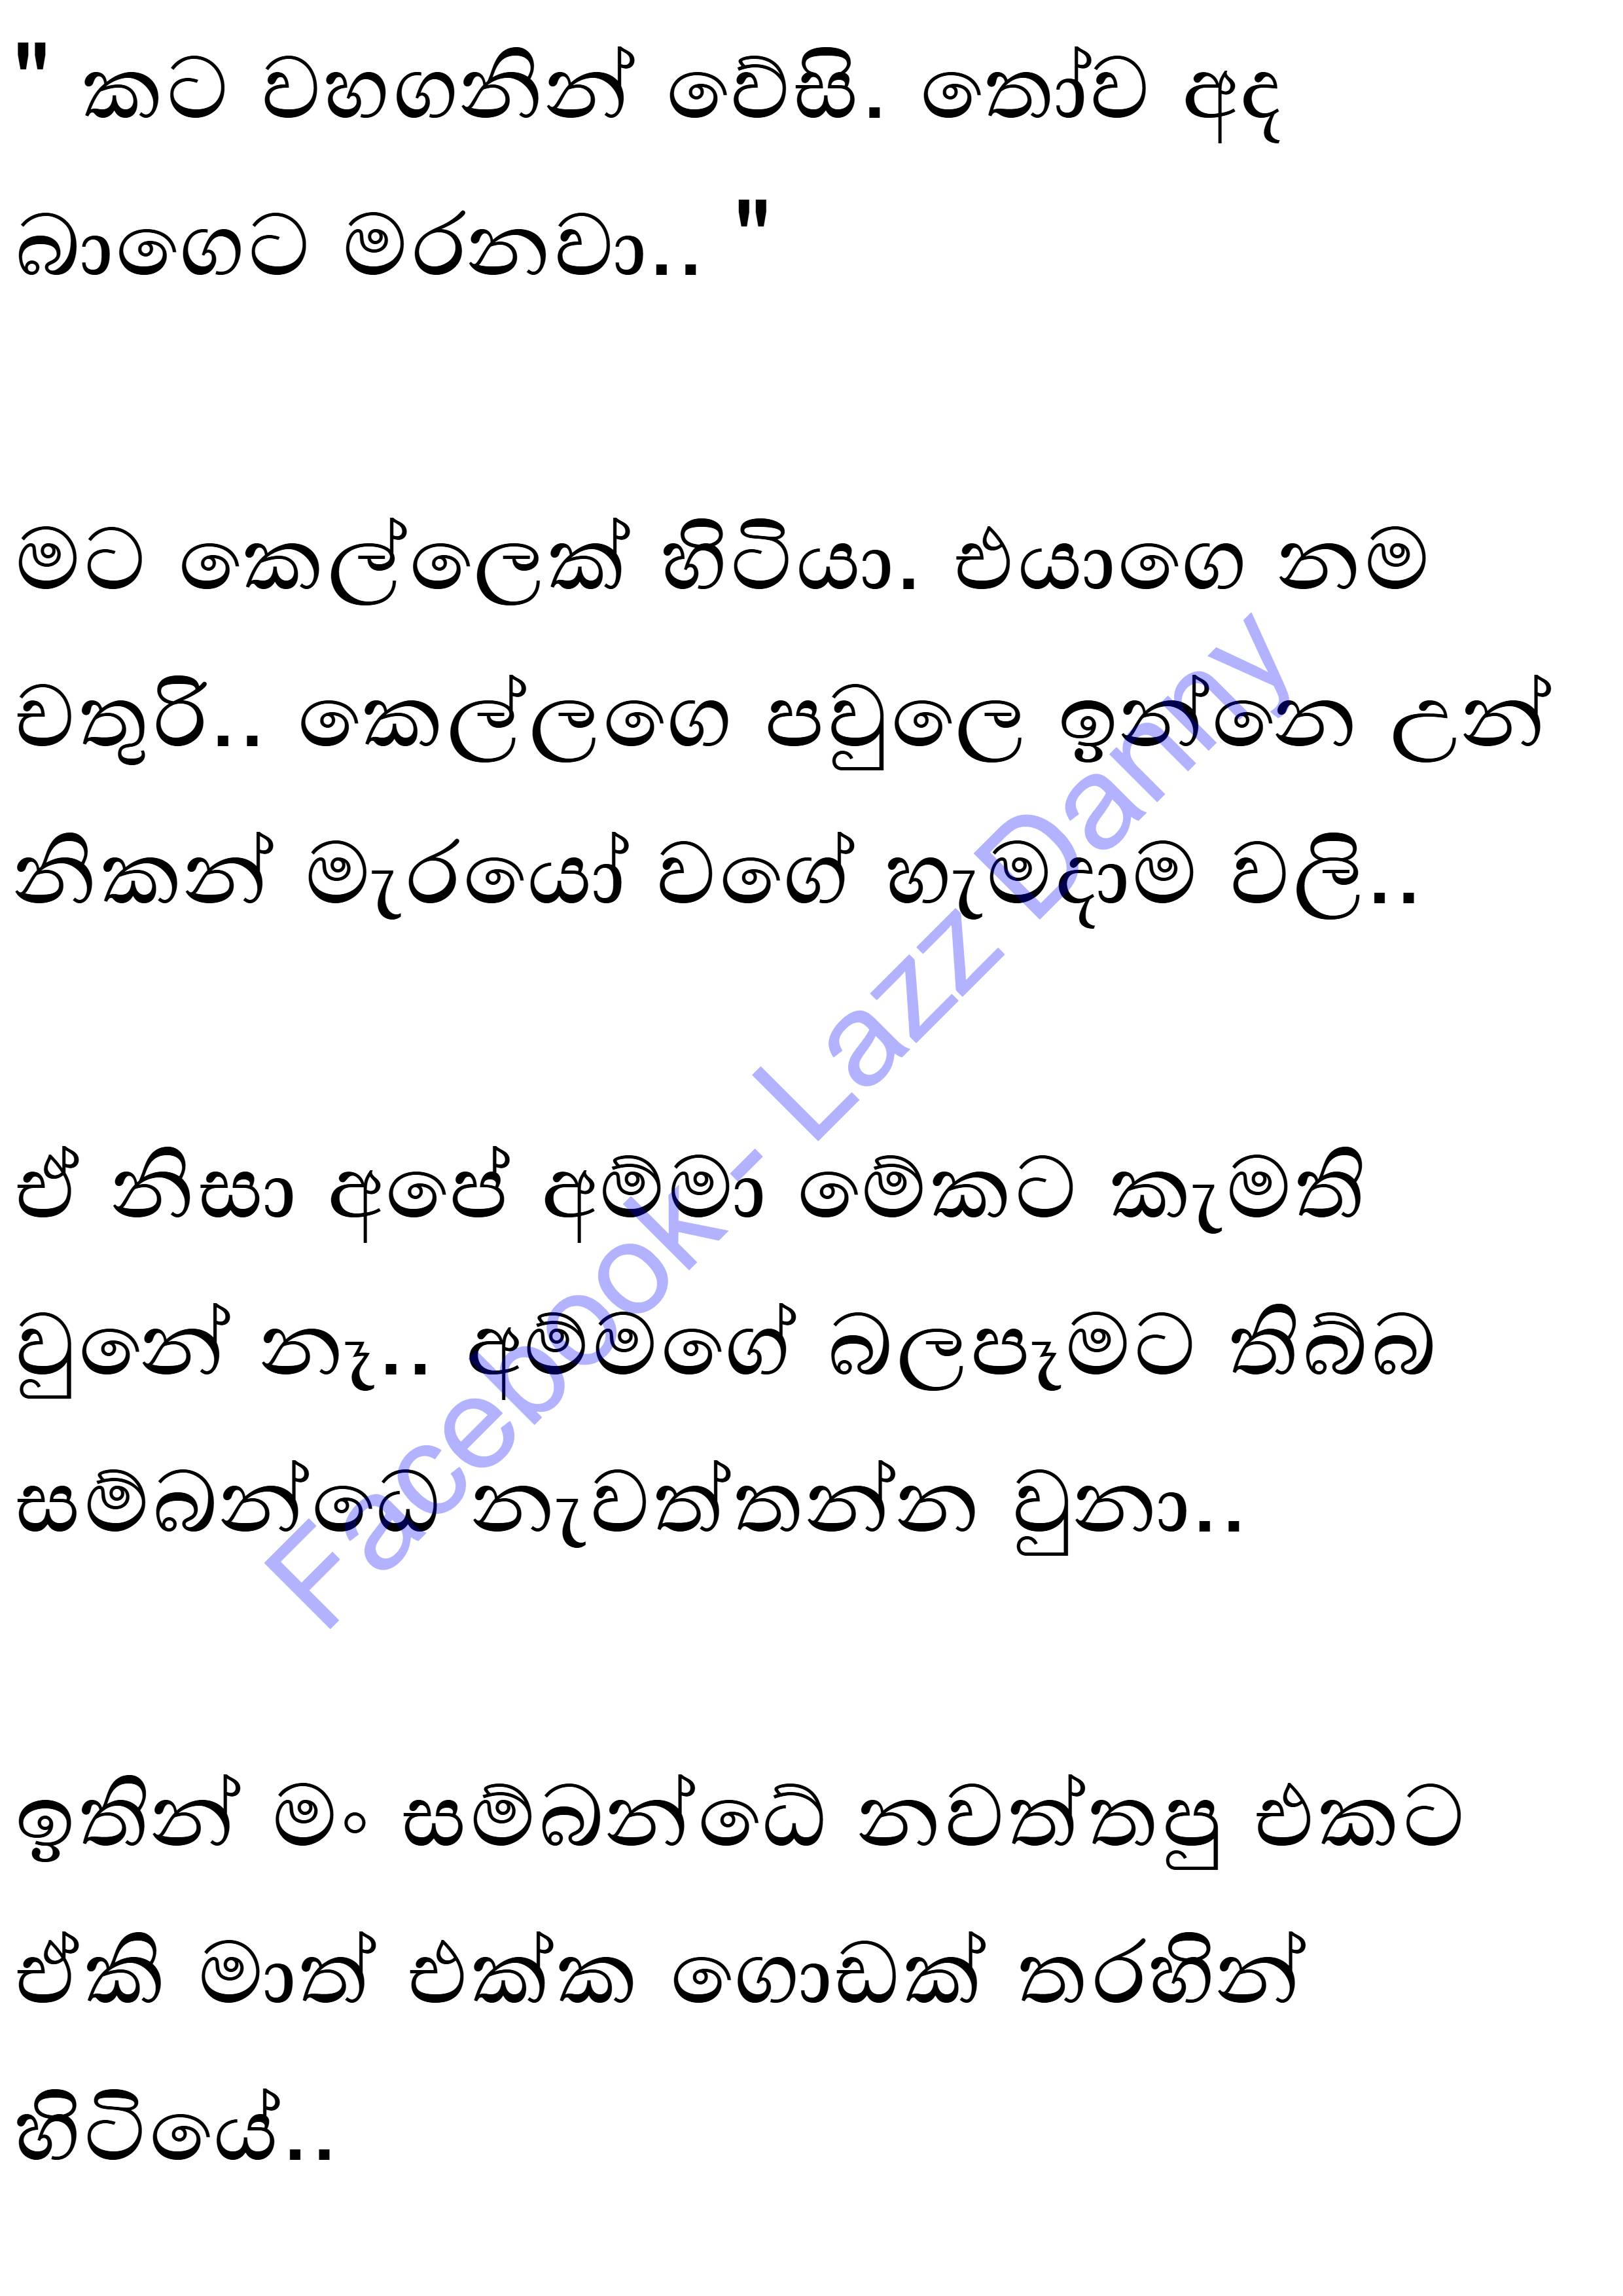 " කට වහගනින් වේසි. තෝව අද
බාගෙට මරනවා.. "
මට කෙල්ලෙක් හිටියා. එයාගෙ නම
චතුරි.. කෙල්ලගෙ පවුලෙ ඉන්නෙ උන්
නිකන් මැරයෝ වගේ හැමදාම වලි..
ඒ නිසා අපේ අම්මා මේකට කැමති
වුනේ නෑ.. අම්මගේ බලපෑමට තිබ්බ
සම්බන්ධෙ නැවත්තන්න වුනා..
ඉතින් මං සම්බන්ධේ නවත්තපු එකට
ඒකි මාත් එක්ක ගොඩක් තරහින්
හිටියේ..
Facebook- Lazz Danny